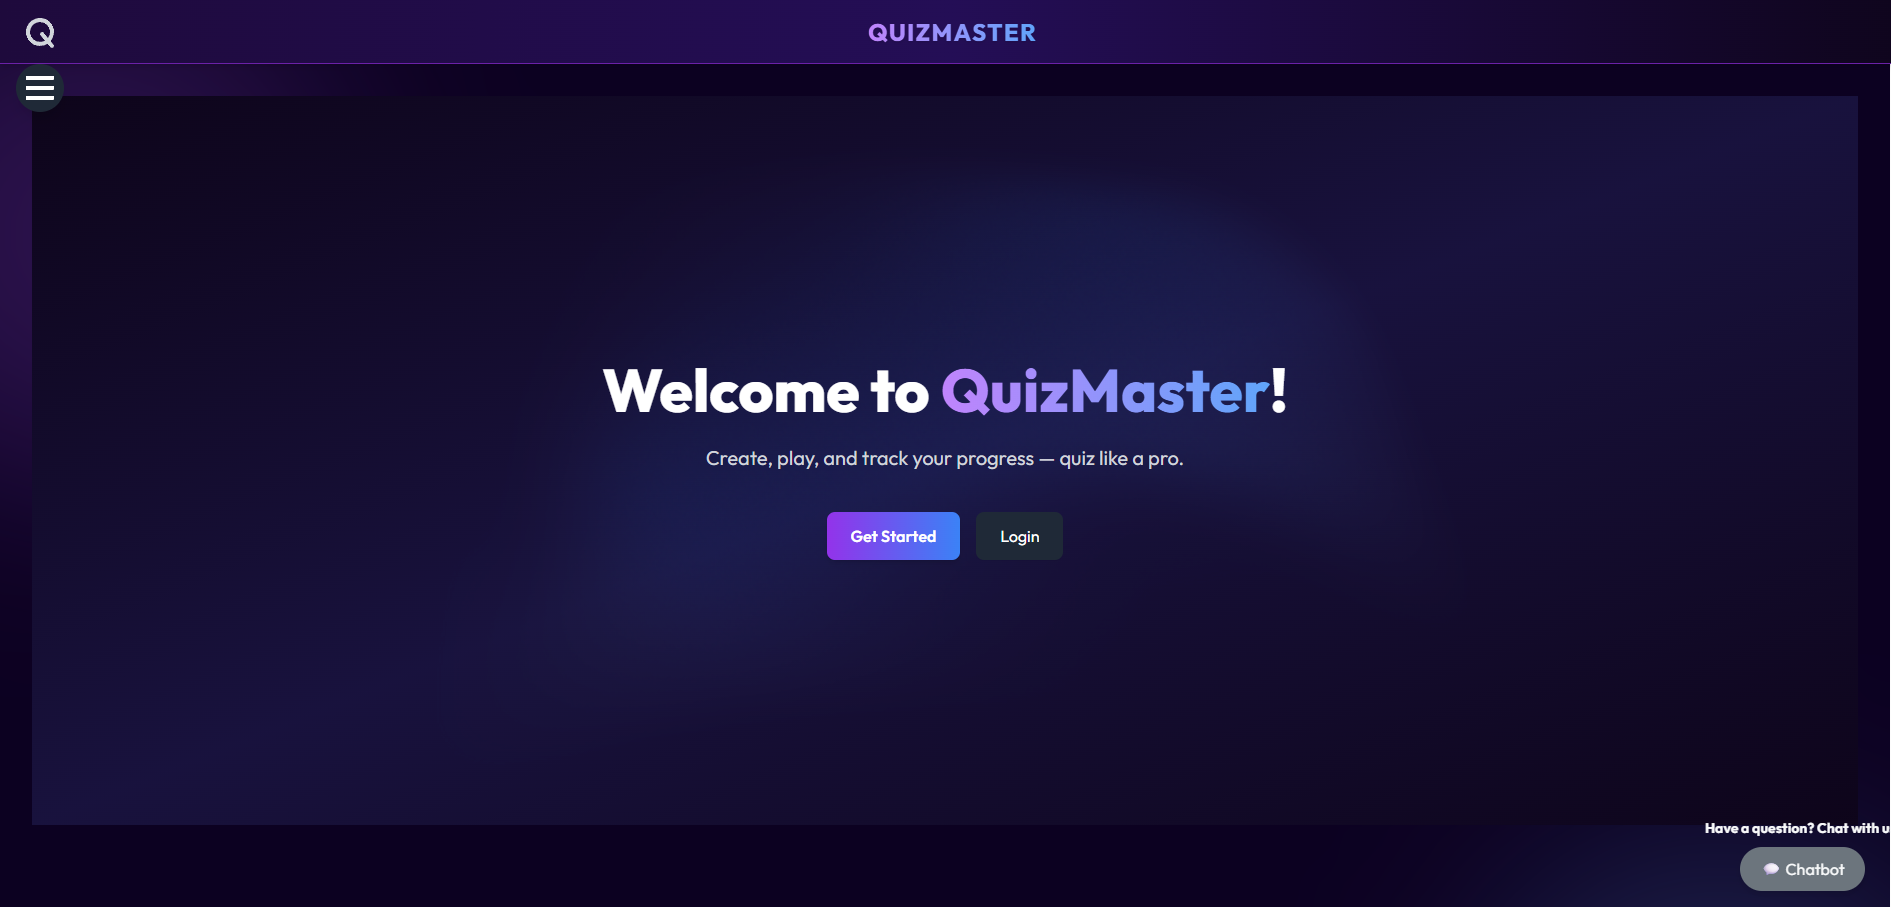 QUIZMASTER
Welcome to QuizMaster!
Create, play, and track your progress — quiz like a pro.
Get Started
Login
Have a question? Chat with u
Chatbot